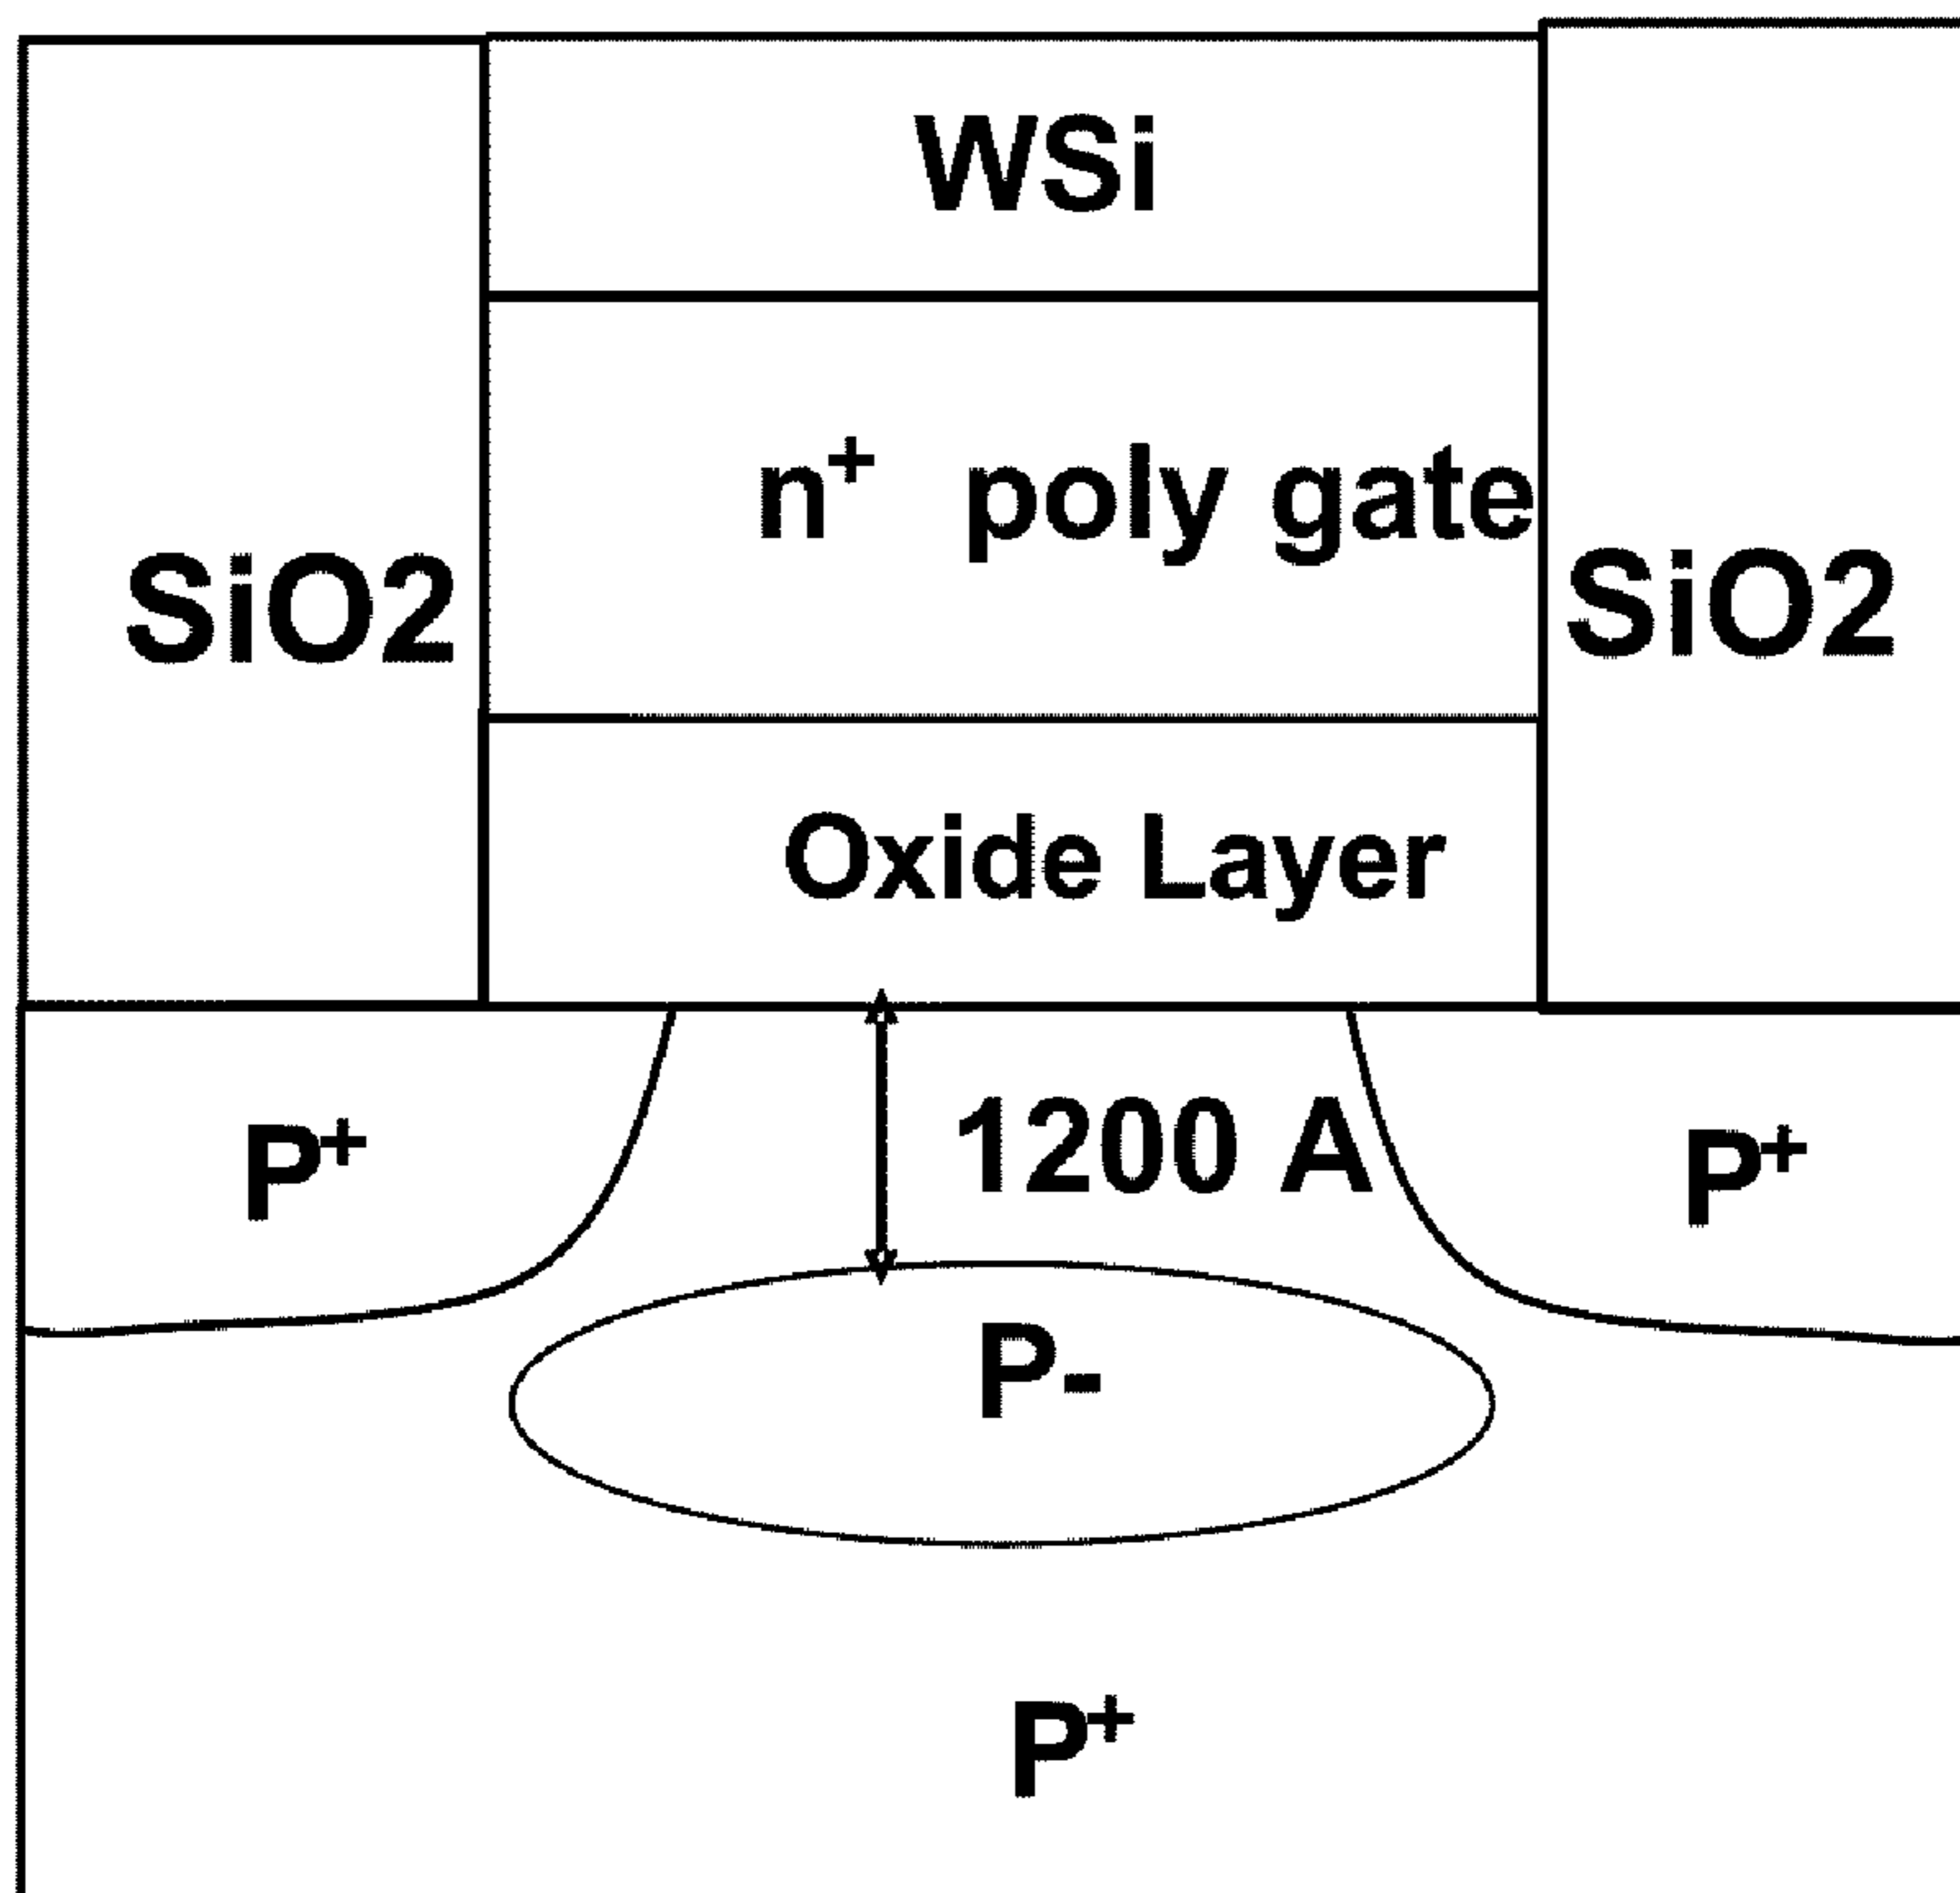 WSi
n⁺ poly gate
SiO2
SiO2
Oxide Layer
1200 A
P⁺
P⁺
P-
P⁺